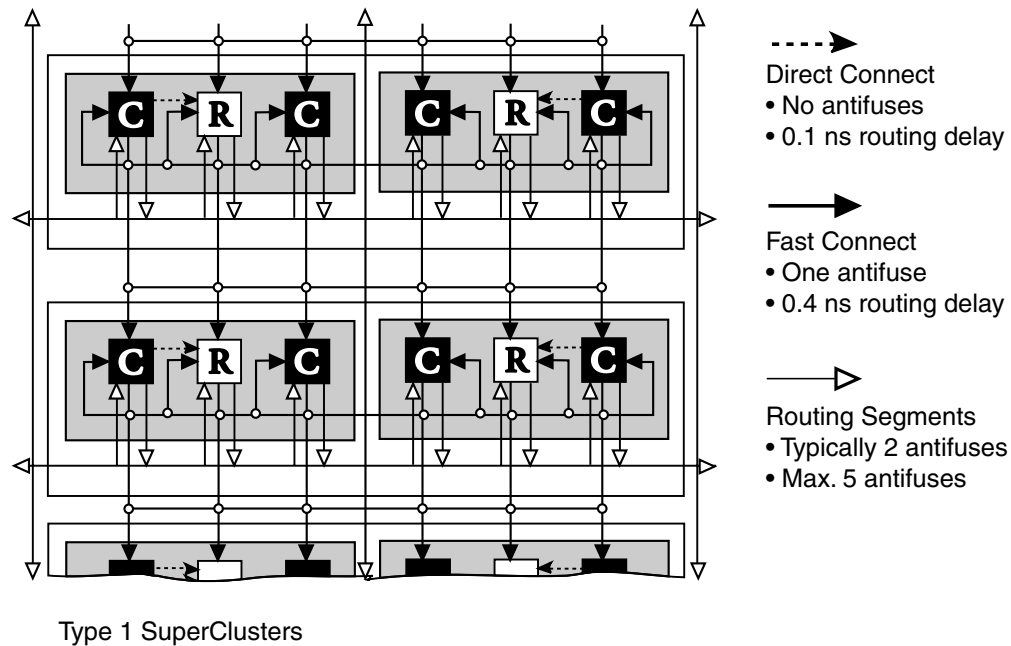 C R C C R C
C R C C R C
Direct Connect
• No antifuses
• 0.1 ns routing delay
Fast Connect
• One antifuse
• 0.4 ns routing delay
Routing Segments
• Typically 2 antifuses
• Max. 5 antifuses
Type 1 SuperClusters